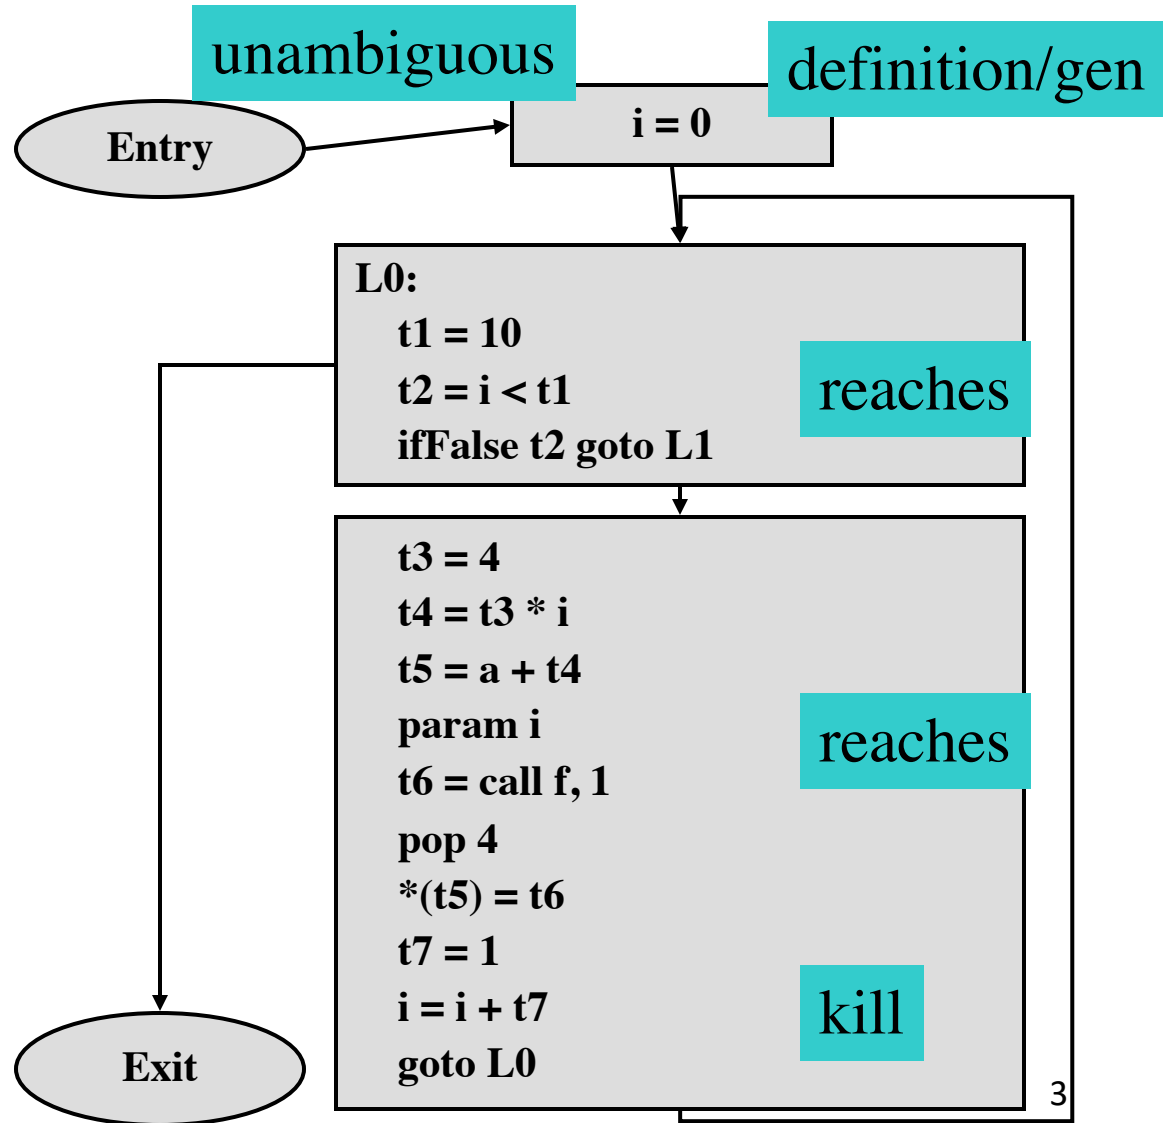 unambiguous
definition/gen
Entry
i = 0
L0:
t1 = 10
t2 = i < t1
reaches
ifFalse t2 goto L1
t3 = 4
t4 = t3 * i
t5 = a + t4
param i
reaches
t6 = call f, 1
pop 4
*(t5) = t6
t7 = 1
i = i + t7
kill
goto L0
Exit
3